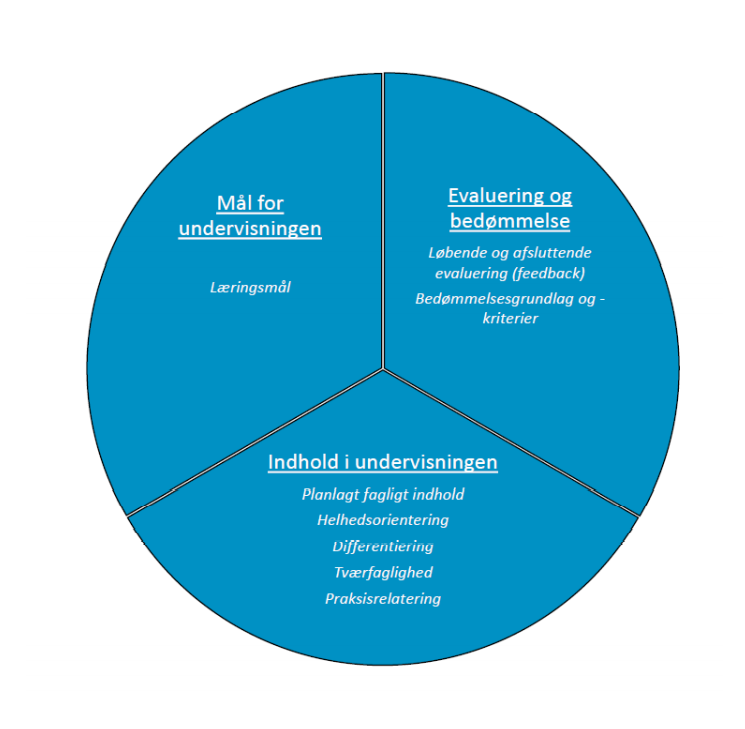 Mål for
undervisningen
Læringsmål
Evaluering og
bedømmelse
Løbende og afsluttende
evaluering (feedback)
Bedømmelsesgrundlag og -
kriterier
Indhold i undervisningen
Planlagt fagligt indhold
Helhedsorientering
Differentiering
Tværfaglighed
Praksisrelatering